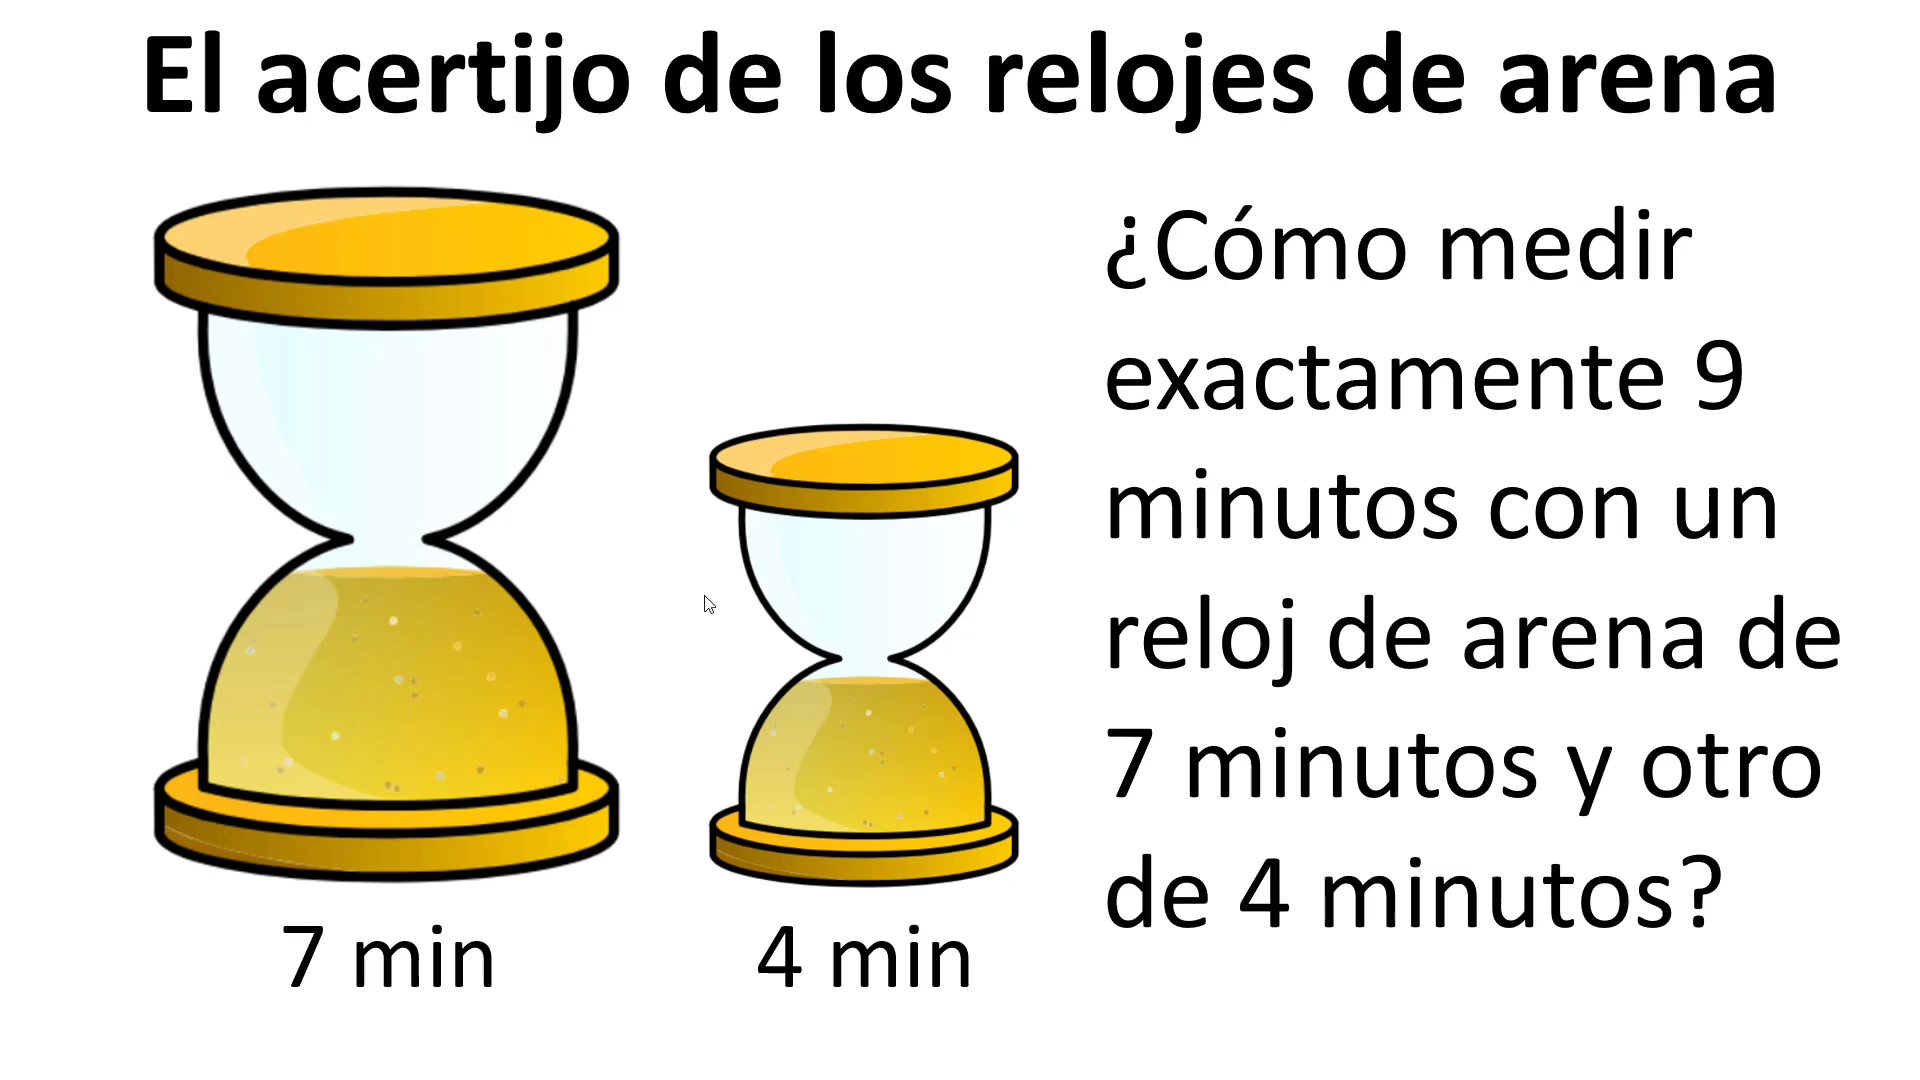 El acertijo de los relojes de arena
¿Cómo medir
exactamente 9
minutos con un
reloj de arena de
7 minutos y otro
de 4 minutos?
7 min
4 min